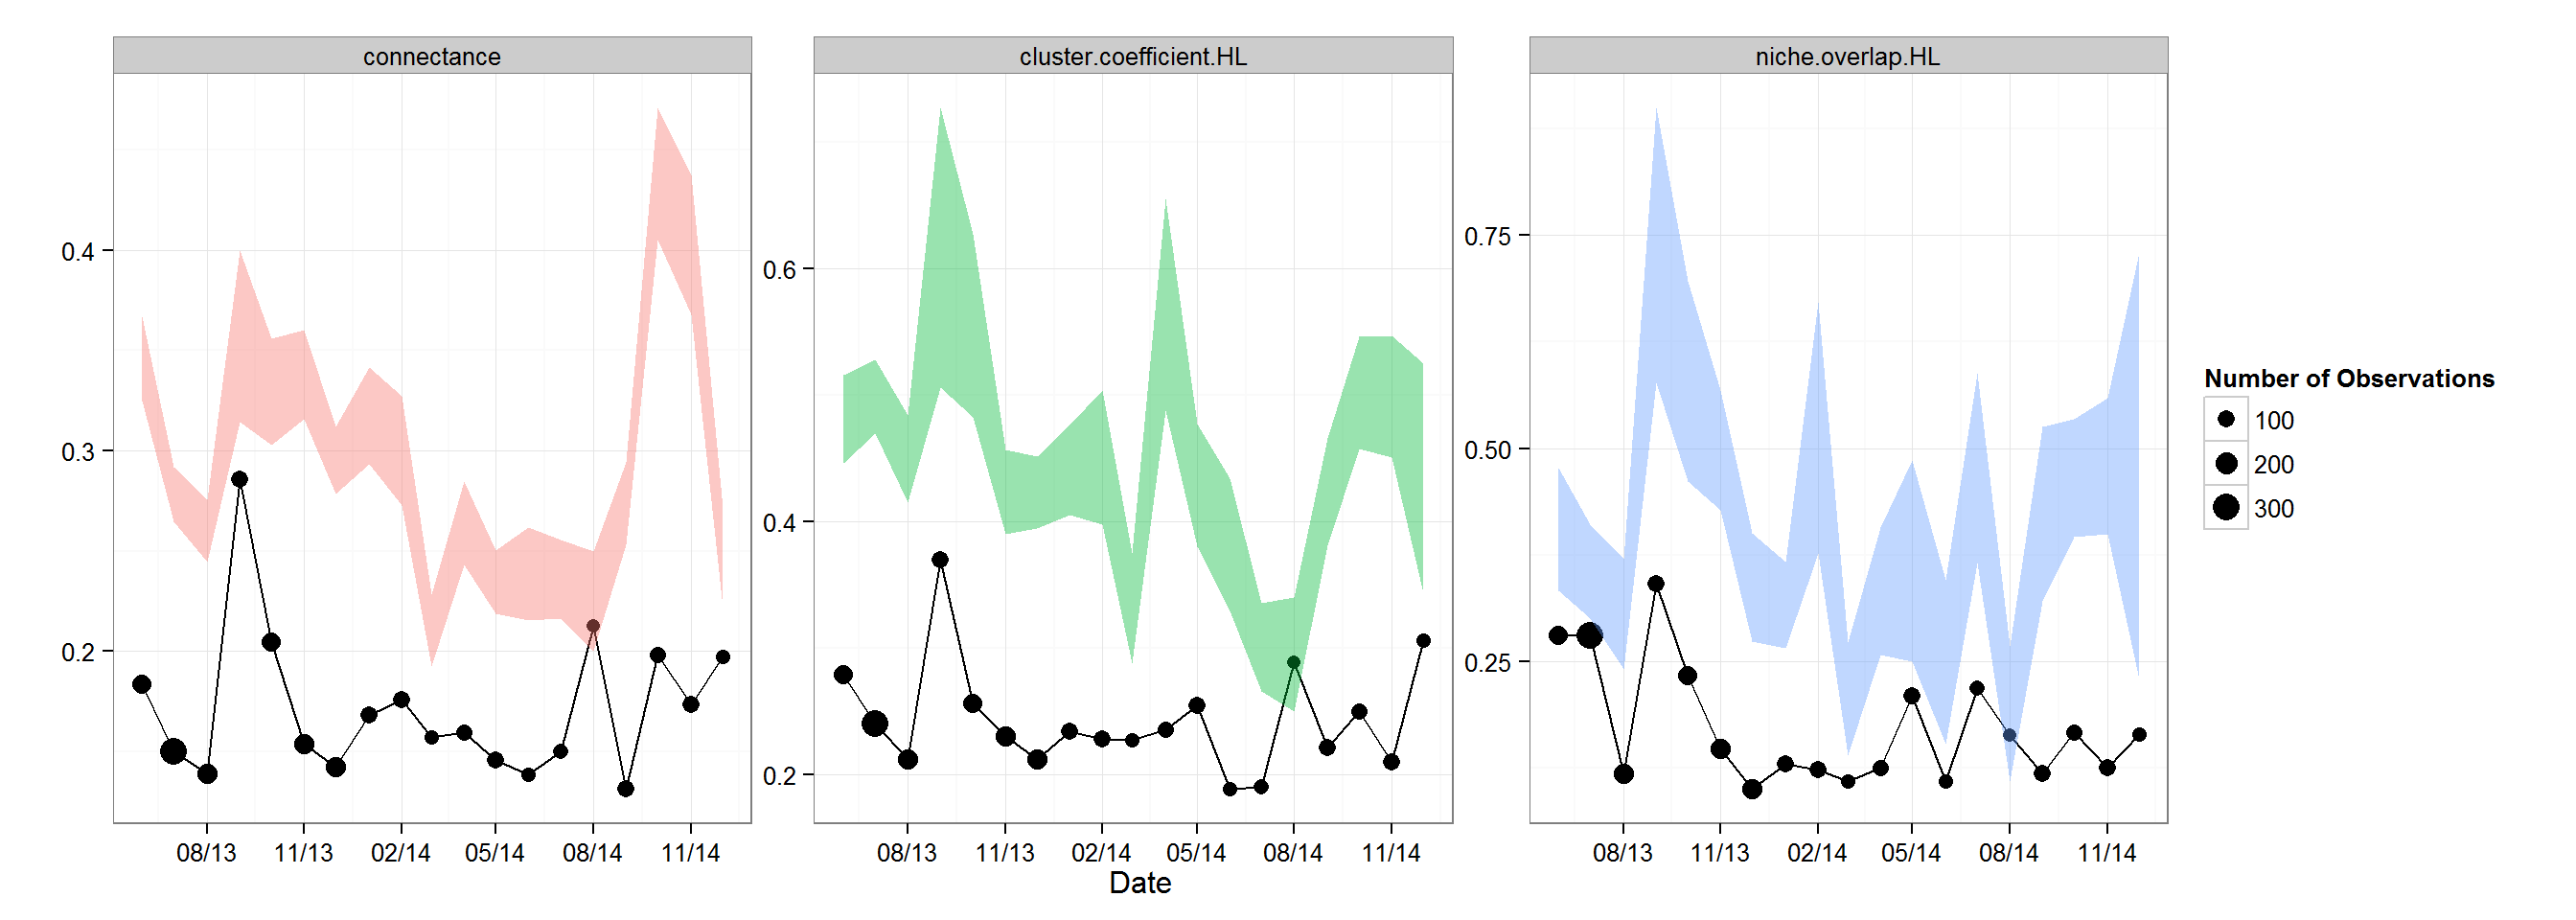 connectance
cluster.coefficient.HL
niche.overlap.HL
0.4
0.3
0.2
0.6
0.4
0.2
0.75
0.50
0.25
08/13 11/13 02/14 05/14 08/14 11/14
08/13 11/13 02/14 05/14 08/14 11/14
08/13 11/13 02/14 05/14 08/14 11/14
Date
Number of Observations
100
200
300